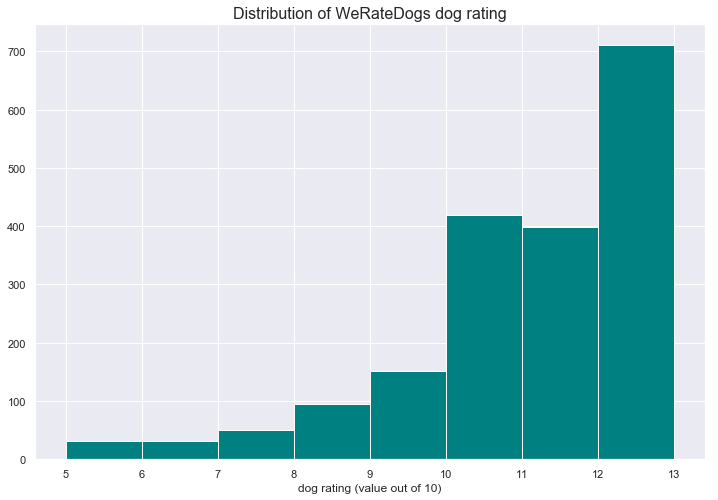 Distribution of WeRateDogs dog rating
700
600
500
400
300
200
100
0
5 6 7 8 9 10 11 12 13
dog rating (value out of 10)